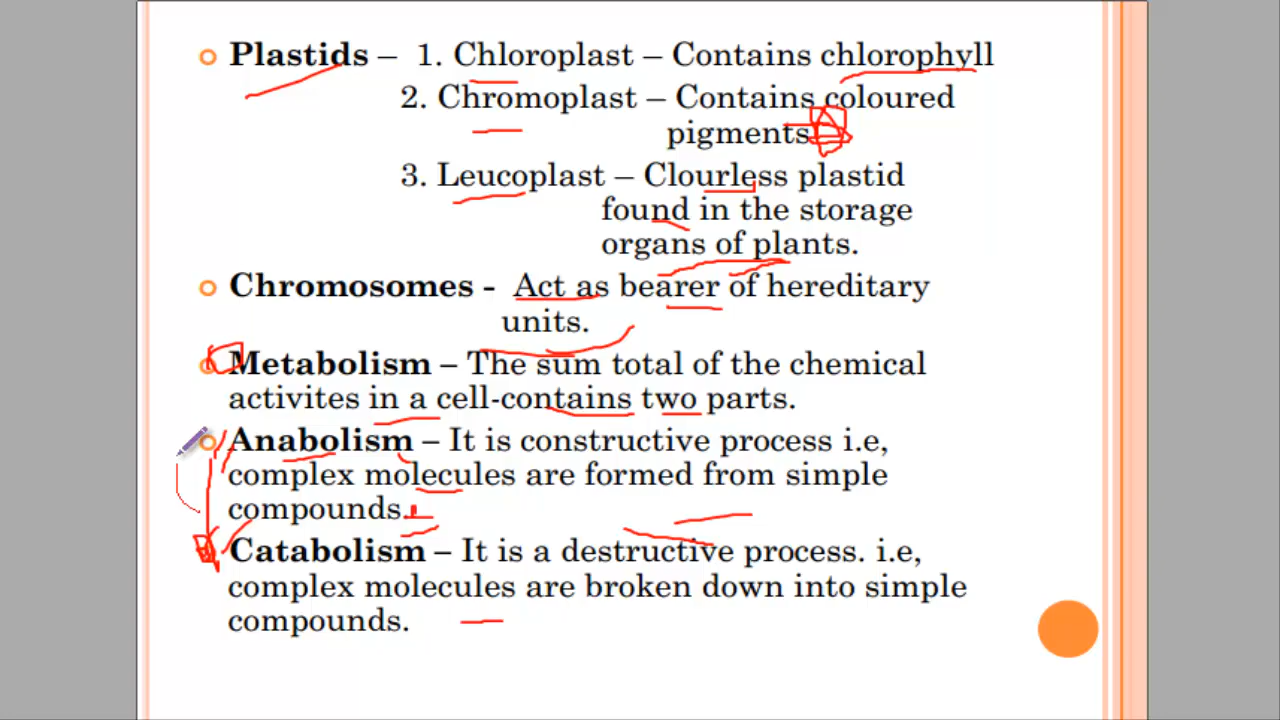 Plastids – 1. Chloroplast – Contains chlorophyll
2. Chromoplast – Contains coloured
pigments
3. Leucoplast – Clourless plastid
found in the storage
organs of plants.
Chromosomes - Act as bearer of hereditary
units.
Metabolism – The sum total of the chemical
activites in a cell-contains two parts.
Anabolism – It is constructive process i.e,
complex molecules are formed from simple
compounds.
Catabolism – It is a destructive process. i.e,
complex molecules are broken down into simple
compounds.